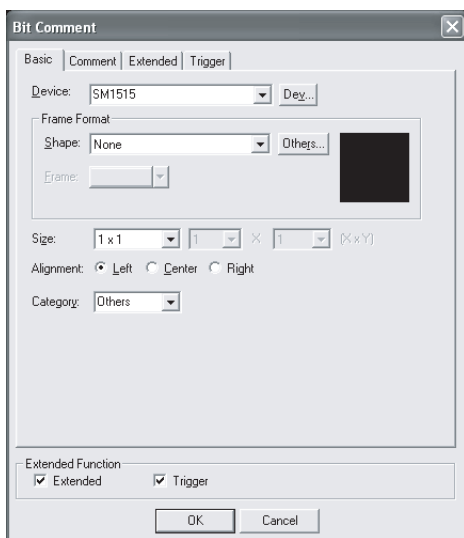 Bit Comment
Basic Comment Extended Trigger
Device: SM1515 Dev...
Frame Format
Shape: None Others...
Frame:
Size: 1 x 1 1 X 1 (X x Y)
Alignment: Left Center Right
Category: Others
Extended Function
Extended Trigger
OK Cancel